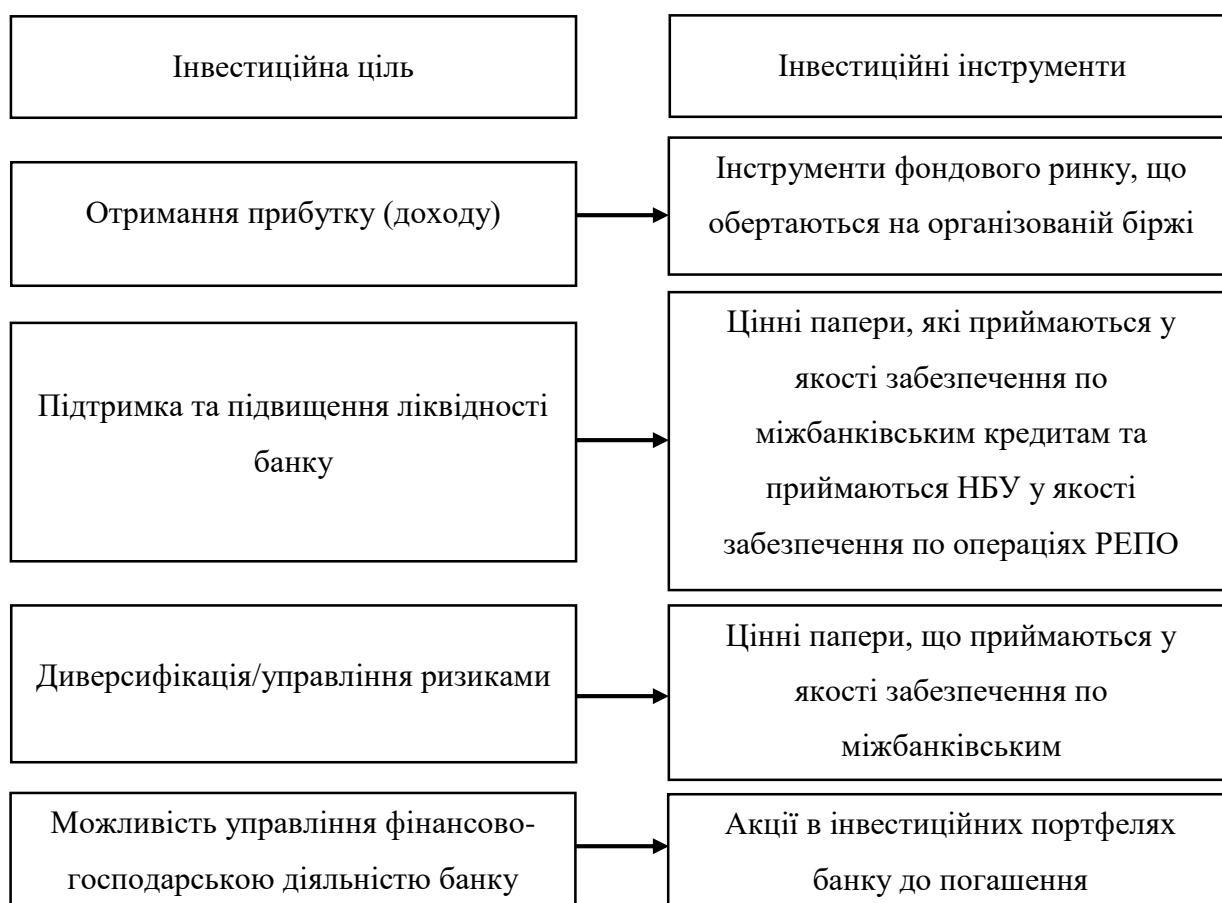 Інвестиційна ціль
Інвестиційні інструменти
Отримання прибутку (доходу)
Інструменти фондового ринку, що
обертаються на організованій біржі
Підтримка та підвищення ліквідності
банку
Цінні папери, які приймаються у
якості забезпечення по
міжбанківським кредитам та
приймаються НБУ у якості
забезпечення по операціях РЕПО
Диверсифікація/управління ризиками
Цінні папери, що приймаються у
якості забезпечення по
міжбанківським
Можливість управління фінансово-
господарською діяльністю банку
Акції в інвестиційних портфелях
банку до погашення